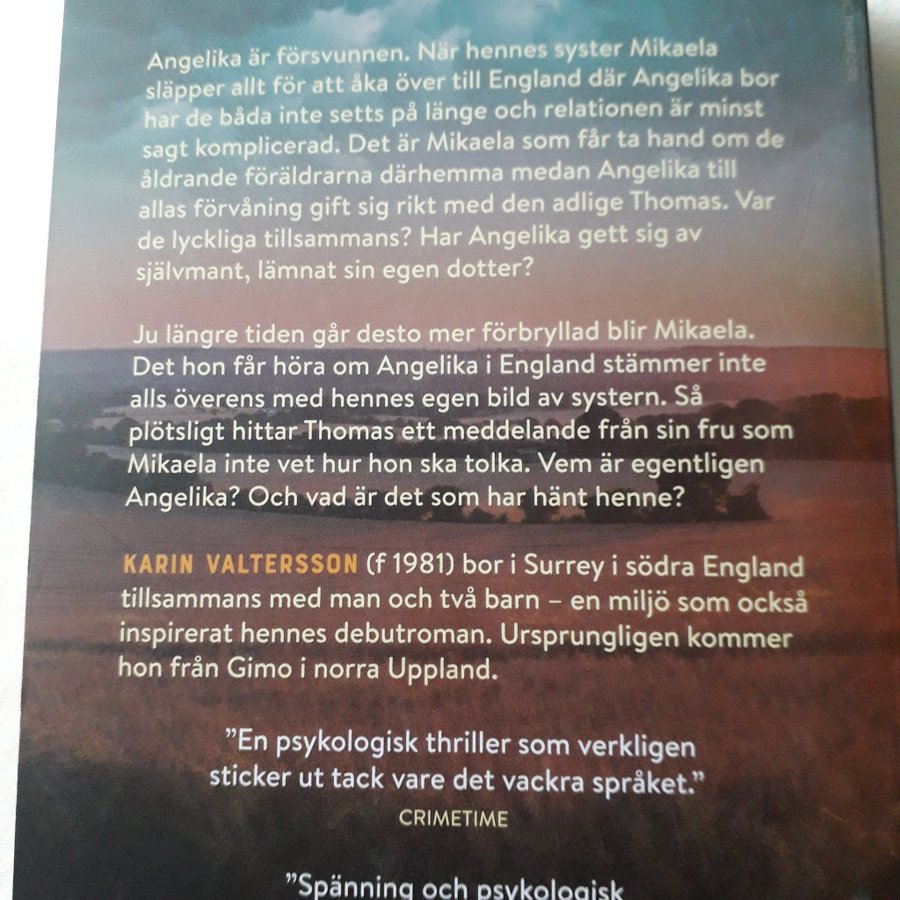 Angelika är försvunnen. När hennes syster Mikaela
släpper allt för att åka över till England där Angelika bor
har de båda inte setts på länge och relationen är minst
sagt komplicerad. Det är Mikaela som får ta hand om de
åldrande föräldrarna därhemma medan Angelika till
allas förvåning gift sig rikt med den adlige Thomas. Var
de lyckliga tillsammans? Har Angelika gett sig av
självmant, lämnat sin egen dotter?
Ju längre tiden går desto mer förbryllad blir Mikaela.
Det hon får höra om Angelika i England stämmer inte
alls överens med hennes egen bild av systern. Så
plötsligt hittar Thomas ett meddelande från sin fru som
Mikaela inte vet hur hon ska tolka. Vem är egentligen
Angelika? Och vad är det som har hänt henne?
KARIN VALTERSSON (f 1981) bor i Surrey i södra England
tillsammans med man och två barn – en miljö som också
inspirerat hennes debutroman. Ursprungligen kommer
hon från Gimo i norra Uppland.
”En psykologisk thriller som verkligen
sticker ut tack vare det vackra språket.”
CRIMETIME
”Spänning och psykologisk